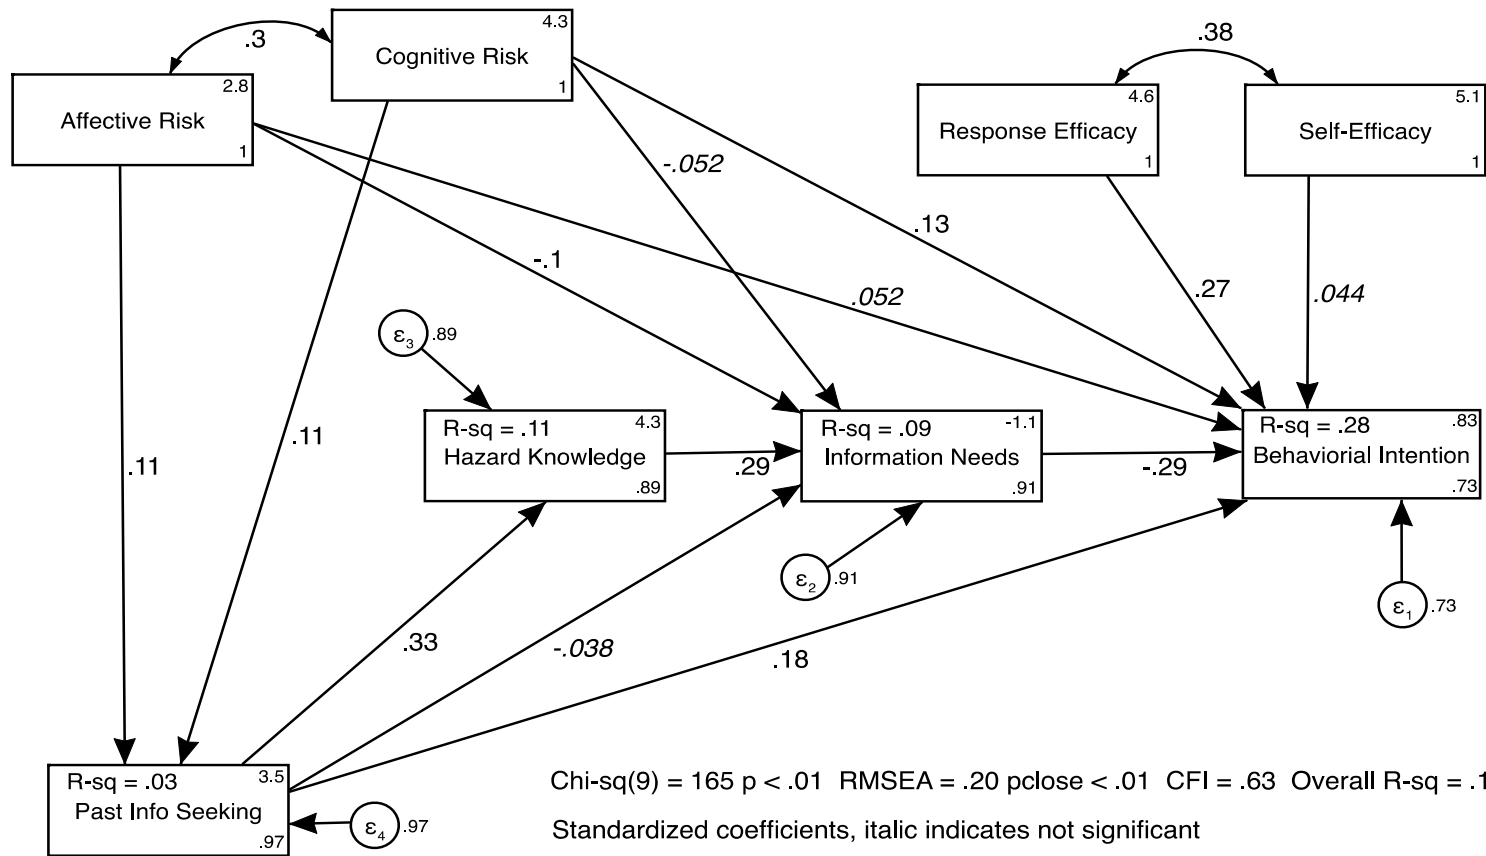 4.3
.3
Cognitive Risk
1
2.8
Affective Risk
1
.38
4.6
Response Efficacy
1
5.1
Self-Efficacy
1
-.052
.13
-.1
.052
.27
.044
ε3
.89
.11
.11
R-sq = .11
4.3
Hazard Knowledge
.89
.29
R-sq = .09
-1.1
Information Needs
.91
-.29
R-sq = .28
.83
Behaviorial Intention
.73
ε2
.91
ε1
.73
.33
-.038
.18
R-sq = .03
3.5
Past Info Seeking
.97
ε4
.97
Chi-sq(9) = 165 p < .01 RMSEA = .20 pclose < .01 CFI = .63 Overall R-sq = .1
Standardized coefficients, italic indicates not significant